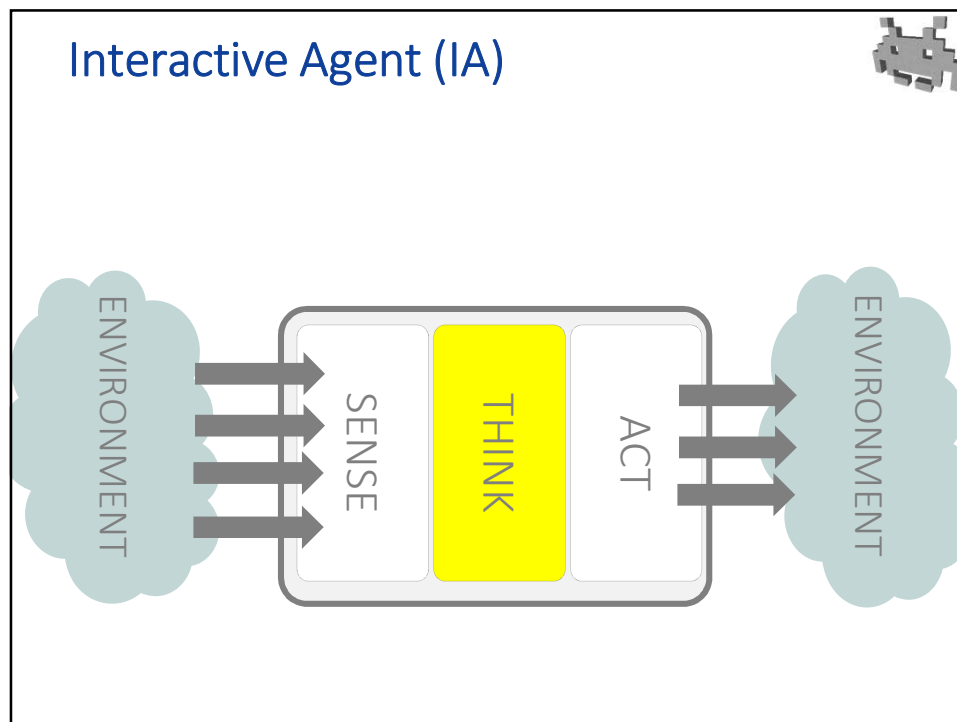 Interactive Agent (IA)
ENVIRONMENT
SENSE
THINK
ACT
ENVIRONMENT